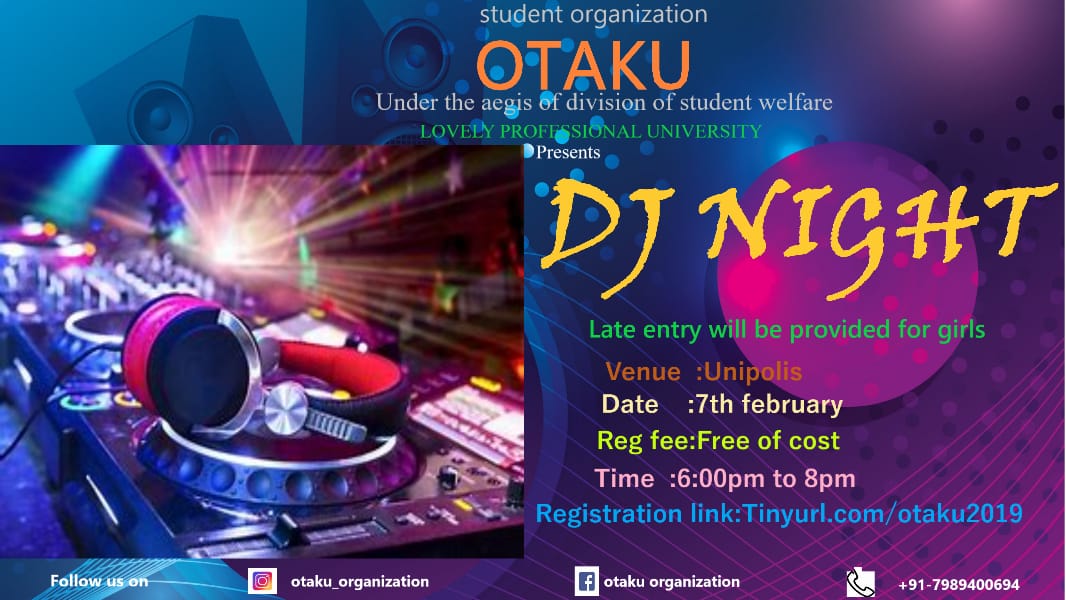 student organization
OTAKU
Under the aegis of division of student welfare
LOVELY PROFESSIONAL UNIVERSITY
Presents
DJ NIGHT
Late entry will be provided for girls
Venue :Unipolis
Date :7th february
Reg fee:Free of cost
Time :6:00pm to 8pm
Registration link:Tinyurl.com/otaku2019
Follow us on otaku_organization otaku organization +91-7989400694